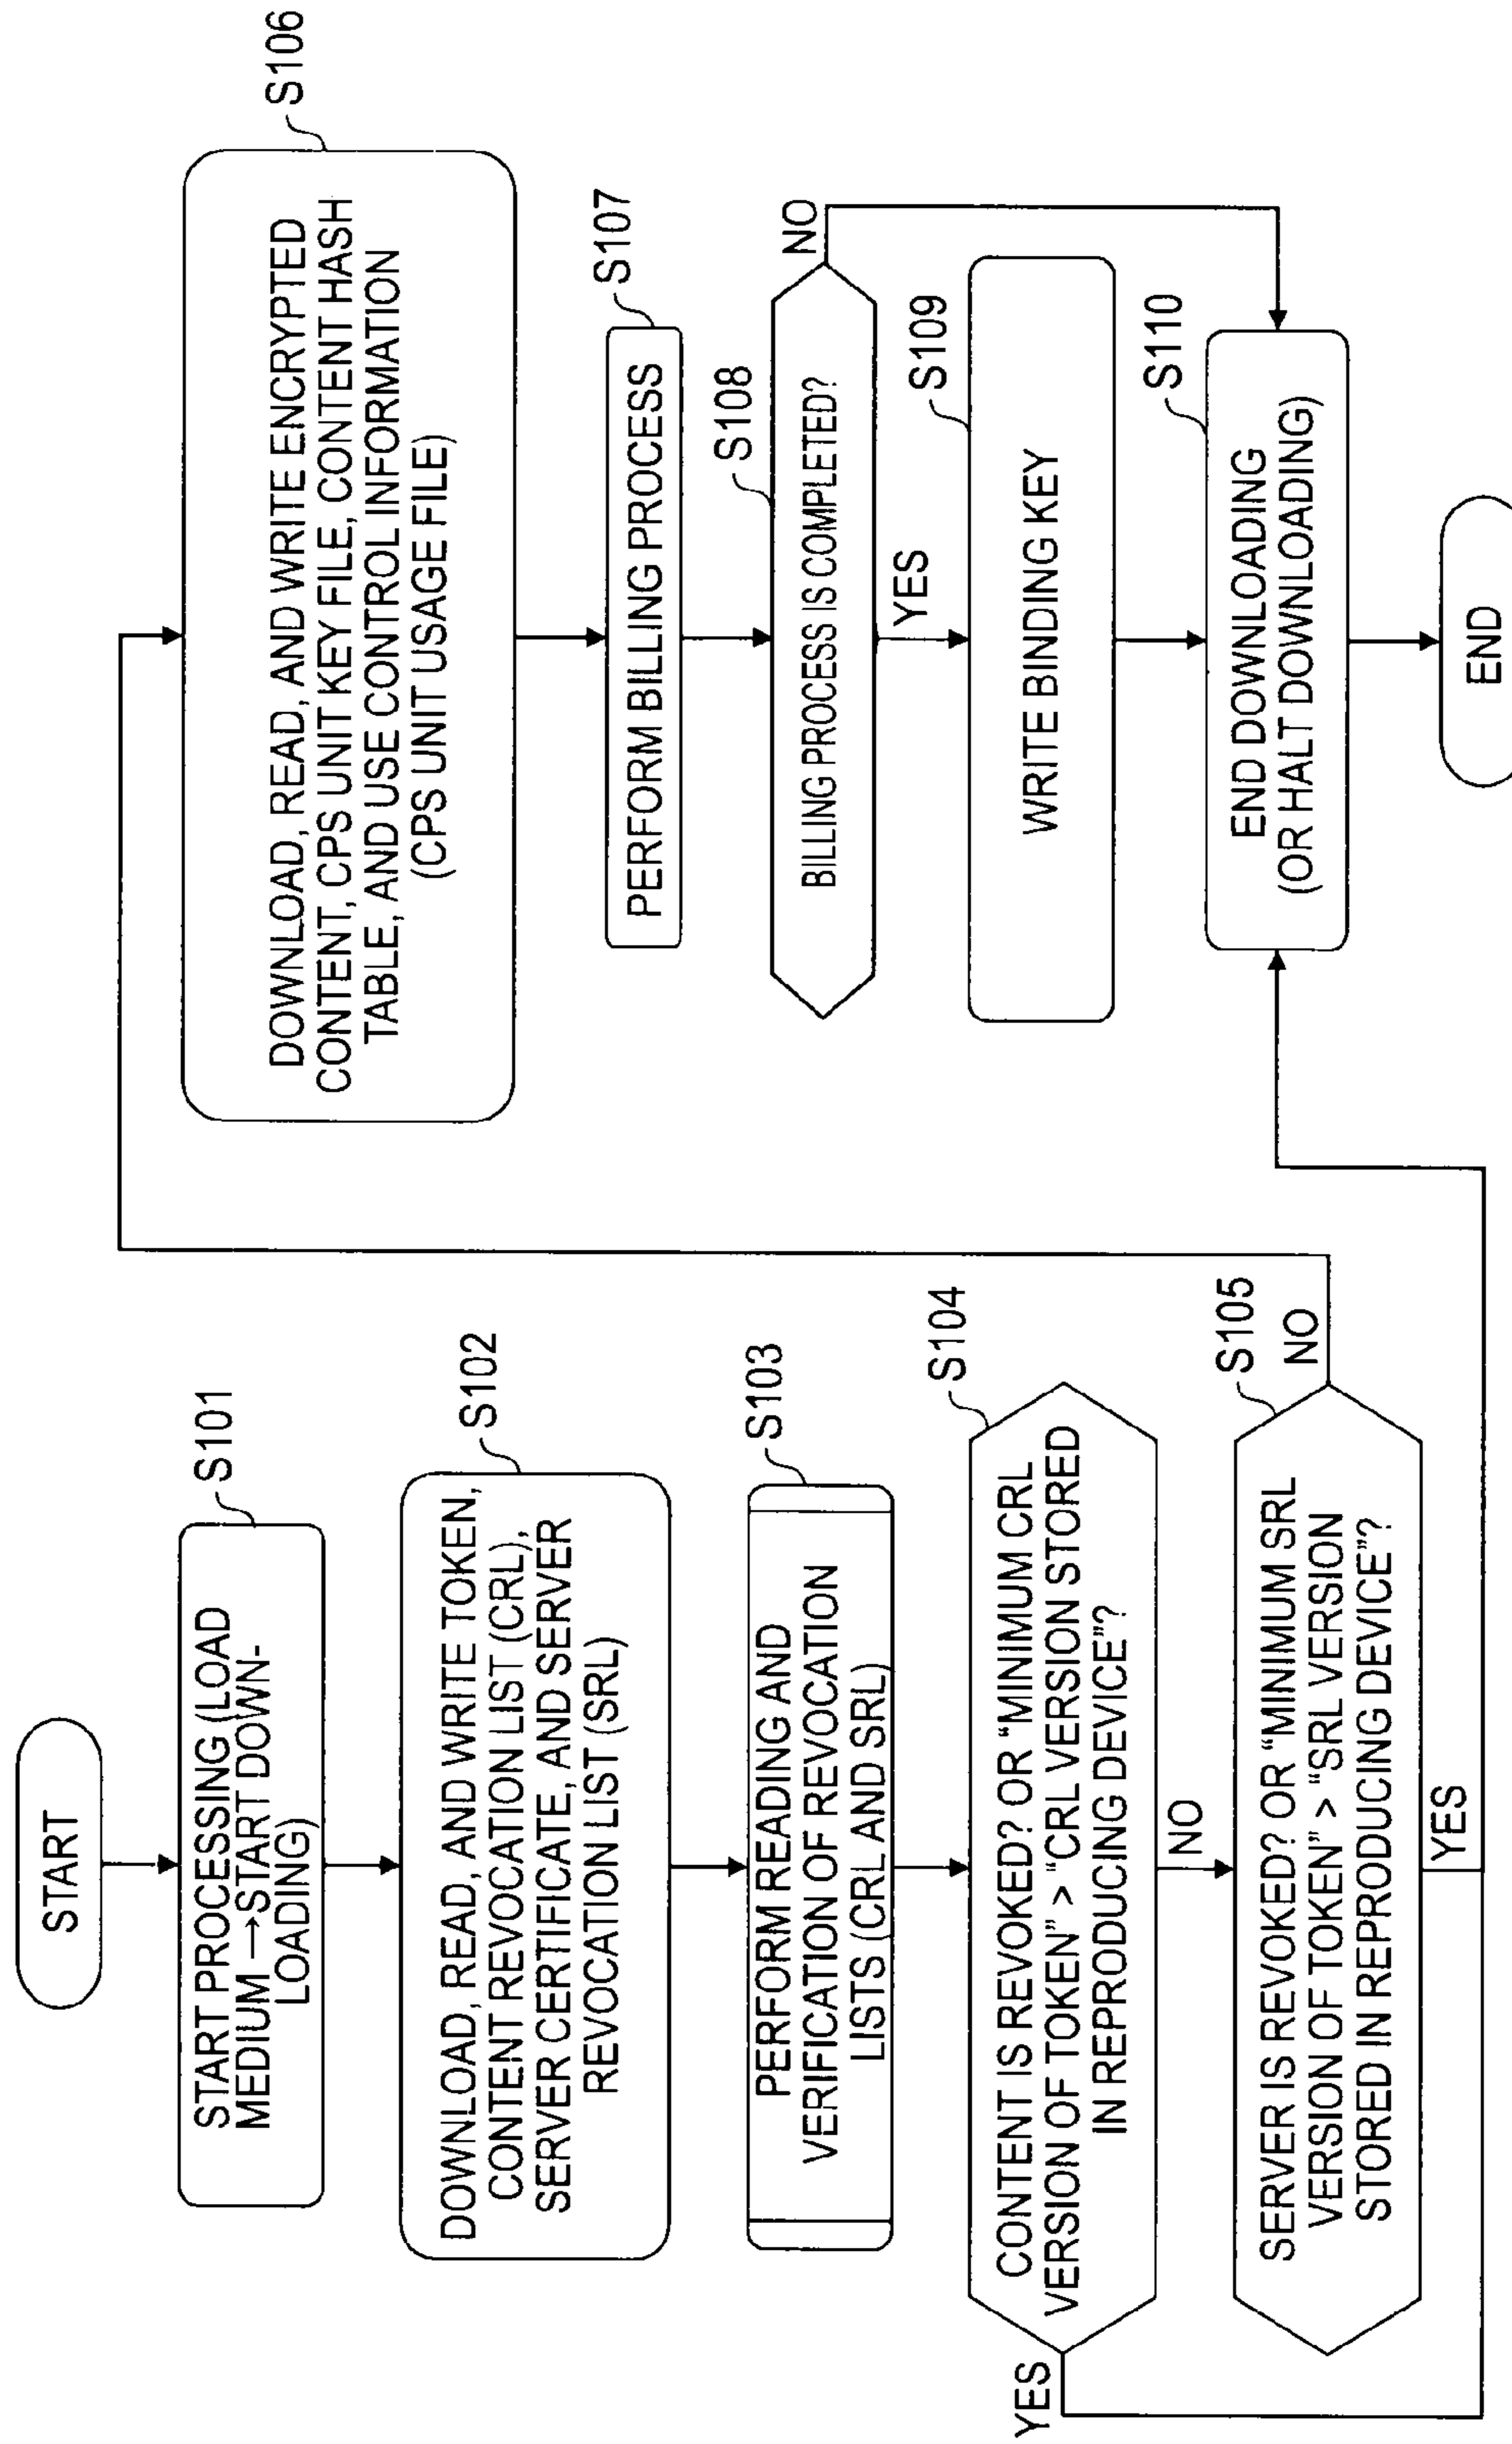 START
START PROCESSING (LOAD
MEDIUM→START DOWN-
LOADING)
S101
DOWNLOAD, READ, AND WRITE TOKEN,
CONTENT REVOCATION LIST (CRL),
SERVER CERTIFICATE, AND SERVER
REVOCATION LIST (SRL)
S102
PERFORM READING AND
VERIFICATION OF REVOCATION
LISTS (CRL AND SRL)
S103
CONTENT IS REVOKED? OR “MINIMUM CRL
VERSION OF TOKEN” > “CRL VERSION STORED
IN REPRODUCING DEVICE”?
S104
YES
NO
SERVER IS REVOKED? OR “MINIMUM SRL
VERSION OF TOKEN” > “SRL VERSION
STORED IN REPRODUCING DEVICE”?
S105
NO
YES
DOWNLOAD, READ, AND WRITE ENCRYPTED
CONTENT, CPS UNIT KEY FILE, CONTENT HASH
TABLE, AND USE CONTROL INFORMATION
(CPS UNIT USAGE FILE)
S106
PERFORM BILLING PROCESS
S107
BILLING PROCESS IS COMPLETED?
S108
NO
YES
WRITE BINDING KEY
S109
END DOWNLOADING
(OR HALT DOWNLOADING)
S110
END